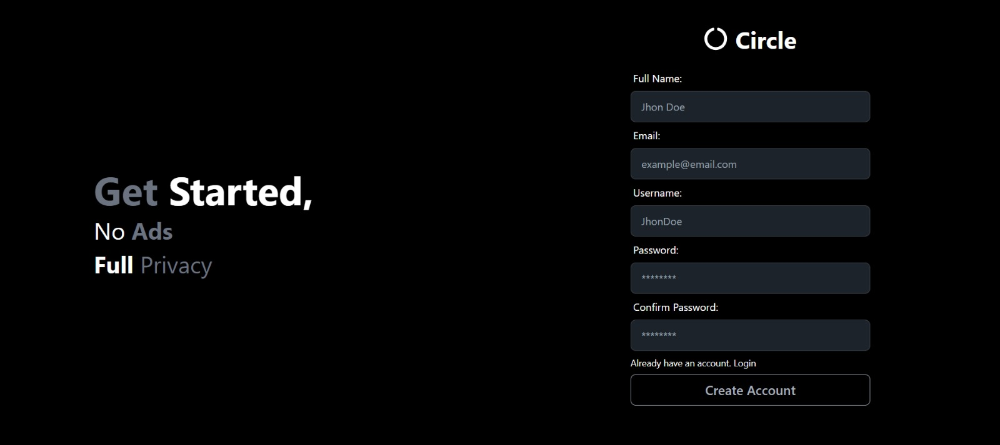 Get Started,
No Ads
Full Privacy
Circle
Full Name:
Jhon Doe
Email:
example@email.com
Username:
JhonDoe
Password:
********
Confirm Password:
********
Already have an account. Login
Create Account